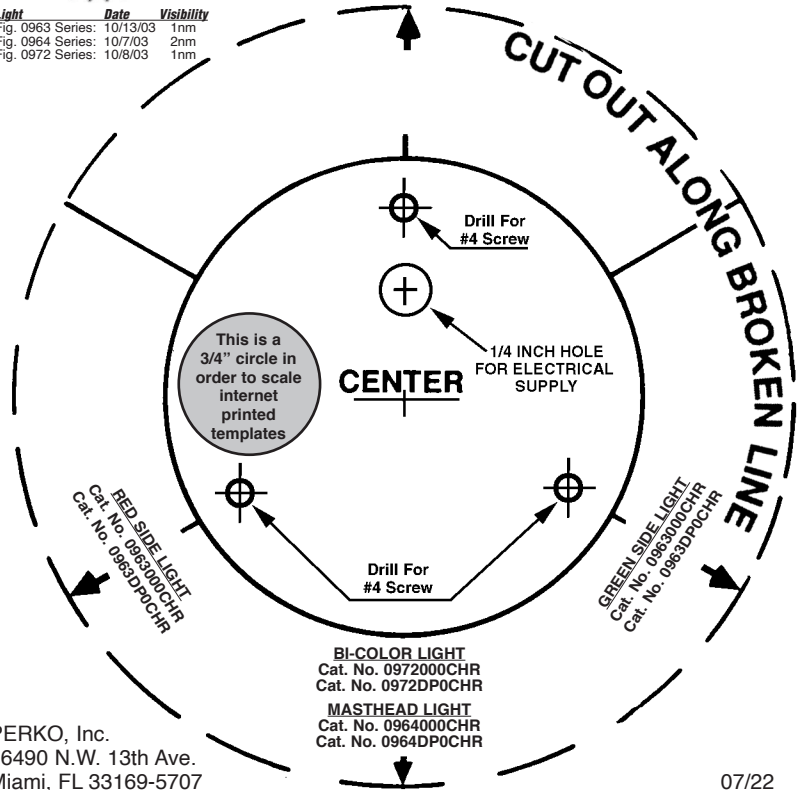 Light Date Visibility
Fig. 0963 Series: 10/13/03 1nm
Fig. 0964 Series: 10/7/03 2nm
Fig. 0972 Series: 10/8/03 1nm
CUT OUT ALONG BROKEN LINE
Drill For
#4 Screw
1/4 INCH HOLE
FOR ELECTRICAL
SUPPLY
This is a
3/4” circle in
order to scale
internet
printed
templates
CENTER
RED SIDE LIGHT
Cat. No. 0963000CHR
Cat. No. 0963DP0CHR
GREEN SIDE LIGHT
Cat. No. 0963000CHR
Cat. No. 0963DP0CHR
Drill For
#4 Screw
BI-COLOR LIGHT
Cat. No. 0972000CHR
Cat. No. 0972DP0CHR
MASTHEAD LIGHT
Cat. No. 0964000CHR
Cat. No. 0964DP0CHR
PERKO, Inc.
6490 N.W. 13th Ave.
Miami, FL 33169-5707
07/22